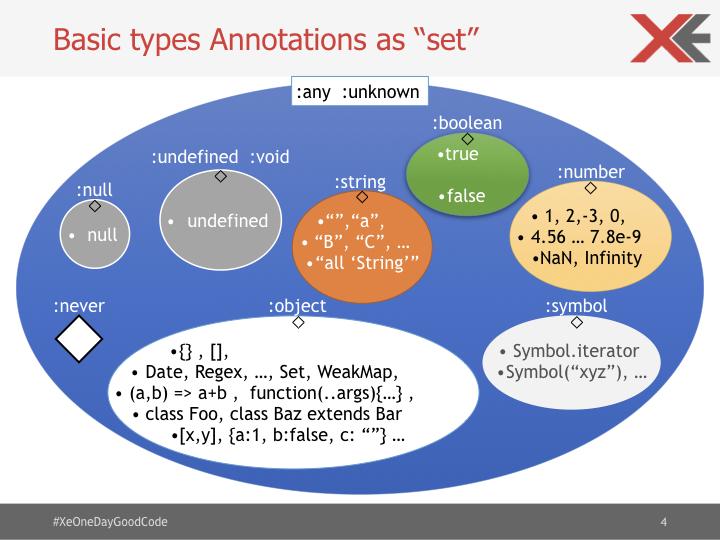 Basic types Annotations as “set”
XE
:any :unknown
:boolean
•true
•false
:undefined :void
:null
• null
• undefined
:string
•“”,“a”,
• “B”, “C”, …
•“all ‘String’”
:number
• 1, 2,-3, 0,
• 4.56 … 7.8e-9
•NaN, Infinity
:never
:object
•{} , [],
• Date, Regex, …, Set, WeakMap,
• (a,b) => a+b , function(..args){…} ,
• class Foo, class Baz extends Bar
•[x,y], {a:1, b:false, c: “”} …
:symbol
• Symbol.iterator
•Symbol(“xyz”), …
#XeOneDayGoodCode
4